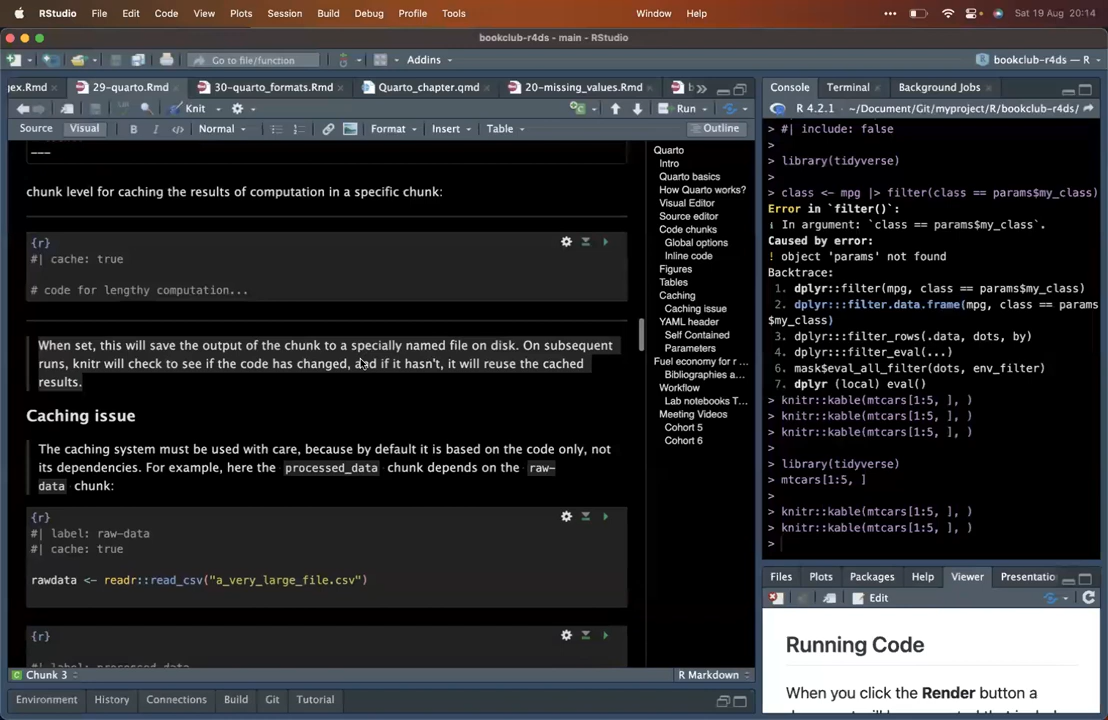 RStudio File Edit Code View Plots Session Build Debug Profile Tools Window Help Sat 19 Aug 20:14
bookclub-r4ds - main - RStudio
Go to file/function Addins bookclub-r4ds — R
gex.Rmd 29-quarto.Rmd 30-quarto_formats.Rmd Quarto_chapter.qmd 20-missing_values.Rmd b
Knit Run
Source Visual B I Normal Format Insert Table Outline
chunk level for caching the results of computation in a specific chunk:
{r}
#| cache: true
# code for lengthy computation...
When set, this will save the output of the chunk to a specially named file on disk. On subsequent
runs, knitr will check to see if the code has changed, and if it hasn't, it will reuse the cached
results.
Caching issue
The caching system must be used with care, because by default it is based on the code only, not
its dependencies. For example, here the processed_data chunk depends on the raw-
data chunk:
{r}
#| label: raw-data
#| cache: true
rawdata <- readr::read_csv("a_very_large_file.csv")
{r}
#| label: processed_data
Chunk 3 R Markdown
Quarto
Intro
Quarto basics
How Quarto works?
Visual Editor
Source editor
Code chunks
Global options
Inline code
Figures
Tables
Caching
Caching issue
YAML header
Self Contained
Parameters
Fuel economy for r ...
Bibliographies a...
Workflow
Lab notebooks T...
Meeting Videos
Cohort 5
Cohort 6
Console Terminal Background Jobs
R 4.2.1 · ~/Document/Git/myproject/bookclub-r4ds/
> #| include: false
>
> library(tidyverse)
>
> class <- mpg |> filter(class == params$my_class)
Error in `filter()`:
ℹ In argument: `class == params$my_class`.
Caused by error:
! object 'params' not found
Backtrace:
1. dplyr::filter(mpg, class == params$my_class)
2. dplyr:::filter.data.frame(mpg, class == params
$my_class)
3. dplyr:::filter_rows(.data, dots, by)
4. dplyr:::filter_eval(...)
6. mask$eval_all_filter(dots, env_filter)
7. dplyr (local) eval()
> knitr::kable(mtcars[1:5, ], )
> knitr::kable(mtcars[1:5, ], )
> knitr::kable(mtcars[1:5, ], )
>
> library(tidyverse)
> mtcars[1:5, ]
>
> knitr::kable(mtcars[1:5, ], )
> knitr::kable(mtcars[1:5, ], )
>
Files Plots Packages Help Viewer Presentatio
Edit
Running Code
When you click the Render button a
Environment History Connections Build Git Tutorial